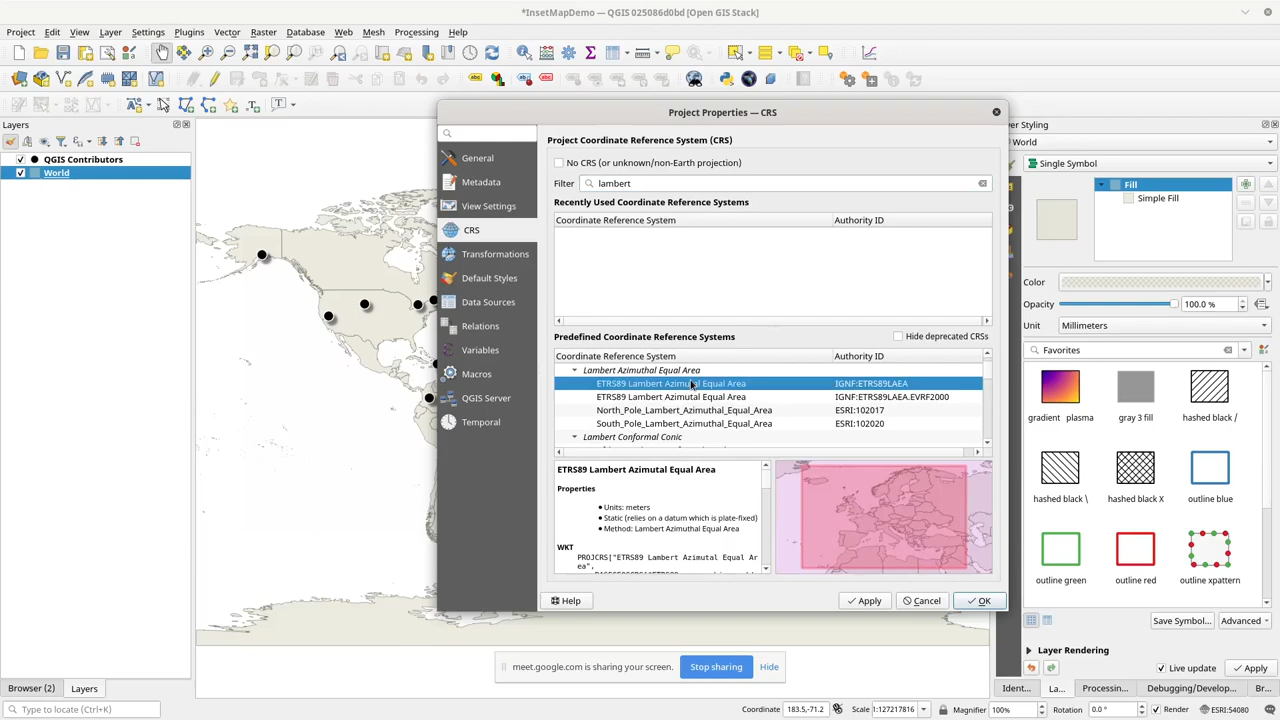 *InsetMapDemo — QGIS 025086d0bd [Open GIS Stack]
Project Edit View Layer Settings Plugins Vector Raster Database Web Mesh Processing Help
Layers
QGIS Contributors
World
Browser (2) Layers
Type to locate (Ctrl+K)
Project Properties — CRS
General
Metadata
View Settings
CRS
Transformations
Default Styles
Data Sources
Relations
Variables
Macros
QGIS Server
Temporal
Project Coordinate Reference System (CRS)
No CRS (or unknown/non-Earth projection)
Filter lambert
Recently Used Coordinate Reference Systems
Coordinate Reference System Authority ID
Predefined Coordinate Reference Systems Hide deprecated CRSs
Coordinate Reference System Authority ID
Lambert Azimuthal Equal Area
ETRS89 Lambert Azimutal Equal Area IGNF:ETRS89LAEA
ETRS89 Lambert Azimutal Equal Area IGNF:ETRS89LAEA.EVRF2000
North_Pole_Lambert_Azimuthal_Equal_Area ESRI:102017
South_Pole_Lambert_Azimuthal_Equal_Area ESRI:102020
Lambert Conformal Conic
ETRS89 Lambert Azimutal Equal Area
Properties
• Units: meters
• Static (relies on a datum which is plate-fixed)
• Method: Lambert Azimuthal Equal Area
WKT
PROJCRS["ETRS89 Lambert Azimutal Equal Ar
ea",
Help Apply Cancel OK
meet.google.com is sharing your screen. Stop sharing Hide
er Styling
World
Single Symbol
Fill
Simple Fill
Color
Opacity 100.0 %
Unit Millimeters
Favorites
gradient plasma gray 3 fill hashed black /
hashed black \ hashed black X outline blue
outline green outline red outline xpattern
Save Symbol... Advanced
Layer Rendering
Live update Apply
Ident... La... Processin... Debugging/Develop... Br...
Coordinate 183.5,-71.2 Scale 1:127217816 Magnifier 100% Rotation 0.0 ° Render ESRI:54080